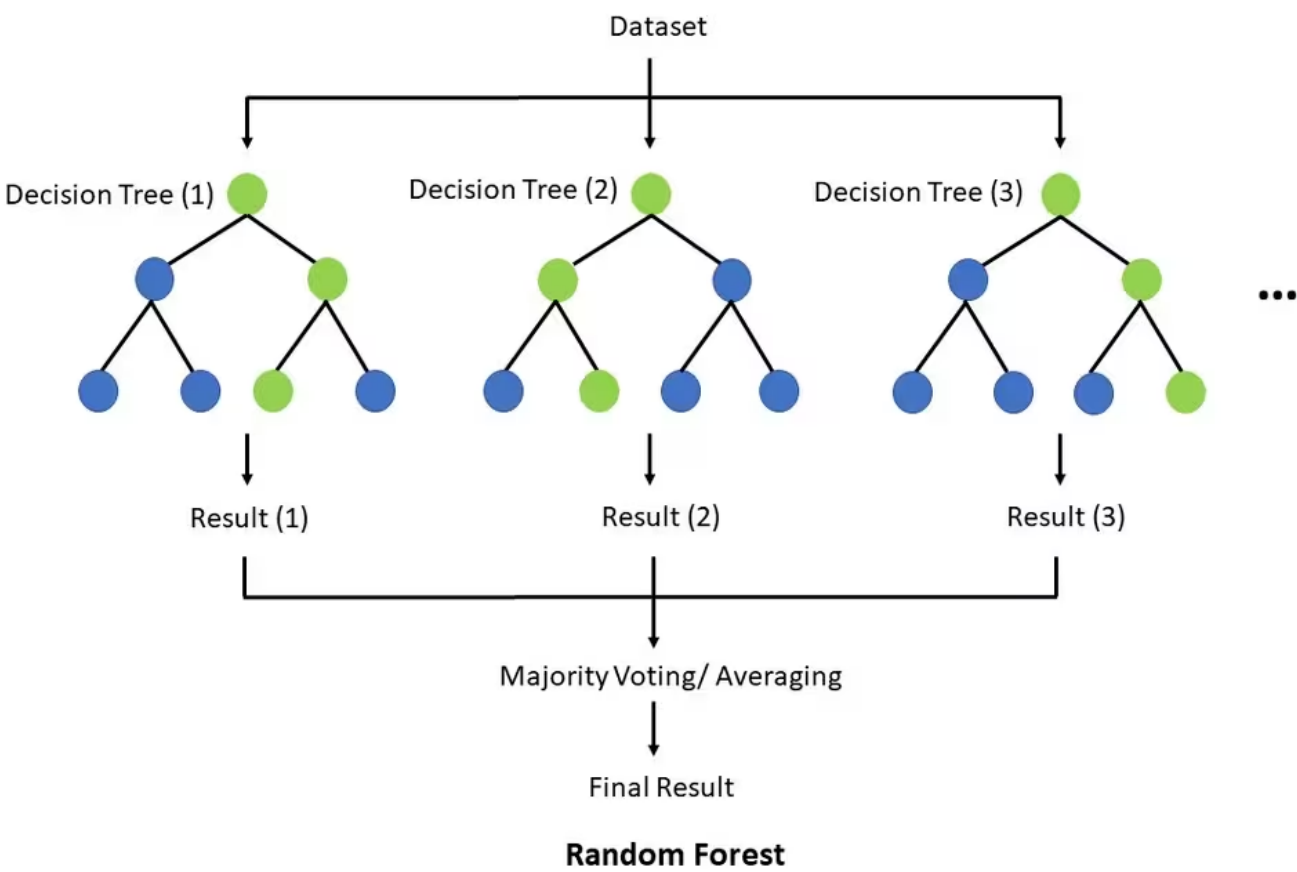 Dataset
Decision Tree (1)
Decision Tree (2)
Decision Tree (3)
...
Result (1)
Result (2)
Result (3)
Majority Voting/ Averaging
Final Result
Random Forest